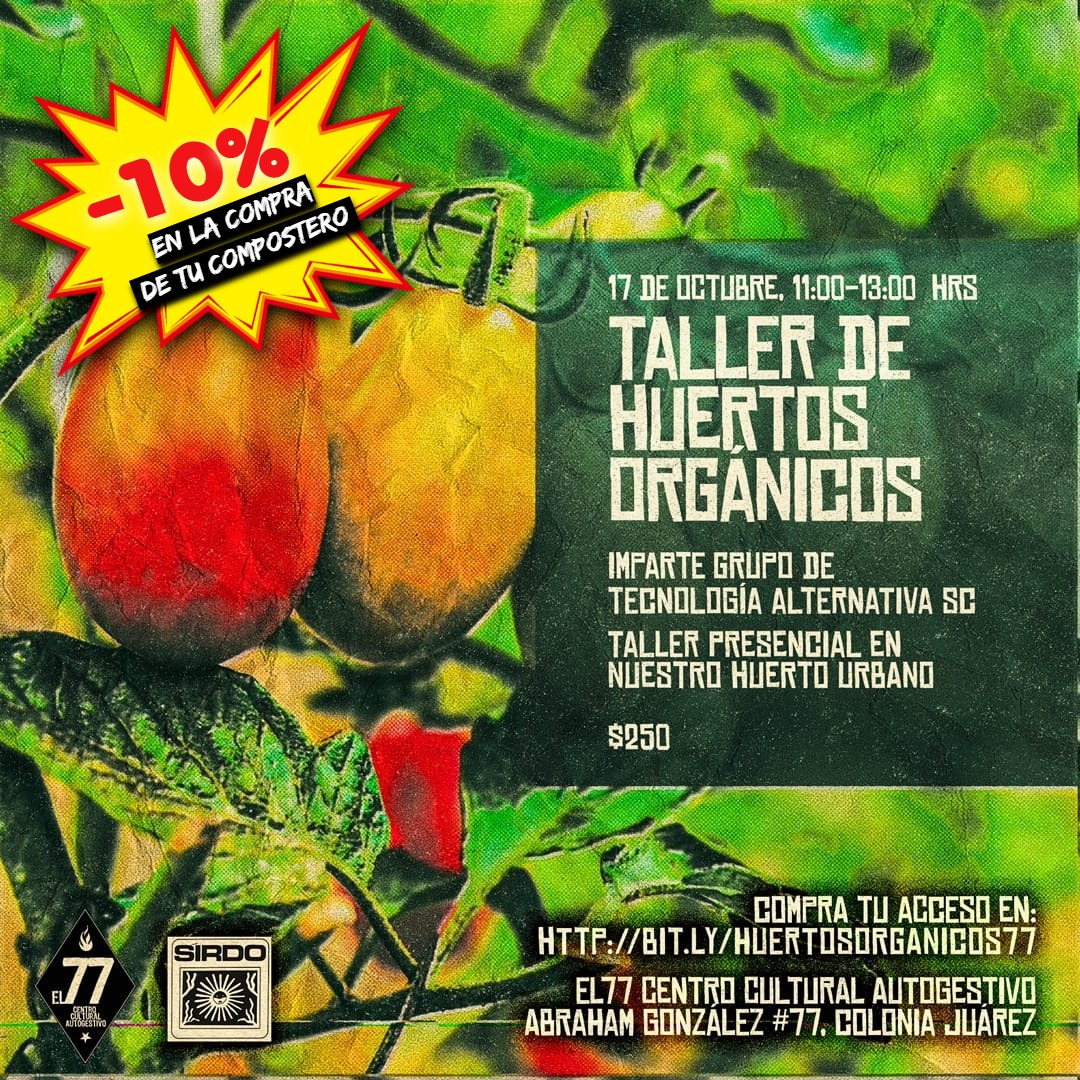 -10%
EN LA COMPRA
DE TU COMPOSTERO
17 DE OCTUBRE, 11:00-13:00 HRS
TALLER DE
HUERTOS
ORGÁNICOS
IMPARTE GRUPO DE
TECNOLOGÍA ALTERNATIVA SC
TALLER PRESENCIAL EN
NUESTRO HUERTO URBANO
$250
COMPRA TU ACCESO EN:
HTTP://BIT.LY/HUERTOSORGANICOS77
EL77 CENTRO CULTURAL AUTOGESTIVO
ABRAHAM GONZÁLEZ #77, COLONIA JUÁREZ
EL 77
CENTRO
CULTURAL
AUTOGESTIVO
SIRDO